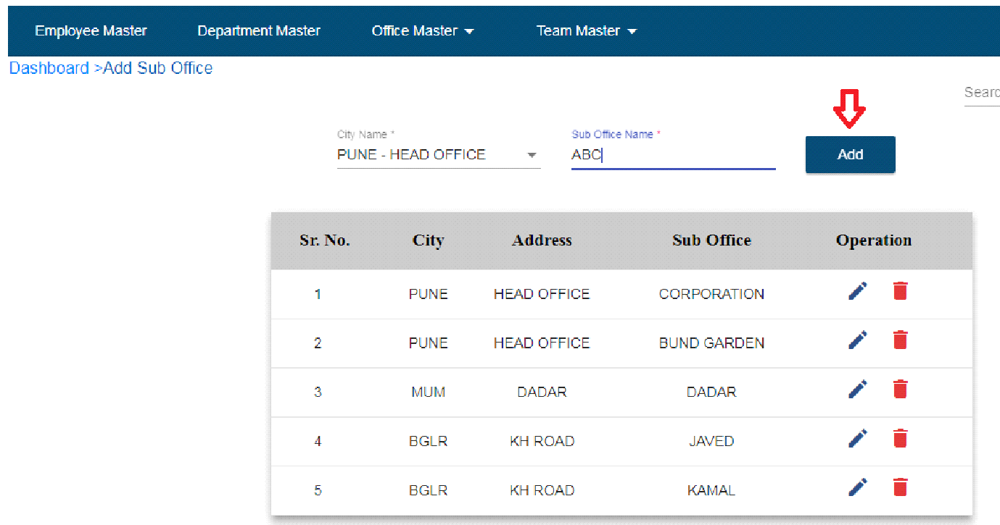 Employee Master Department Master Office Master Team Master
Dashboard >Add Sub Office
Searc
City Name * Sub Office Name *
PUNE - HEAD OFFICE ABC Add
Sr. No. City Address Sub Office Operation
1 PUNE HEAD OFFICE CORPORATION
2 PUNE HEAD OFFICE BUND GARDEN
3 MUM DADAR DADAR
4 BGLR KH ROAD JAVED
5 BGLR KH ROAD KAMAL